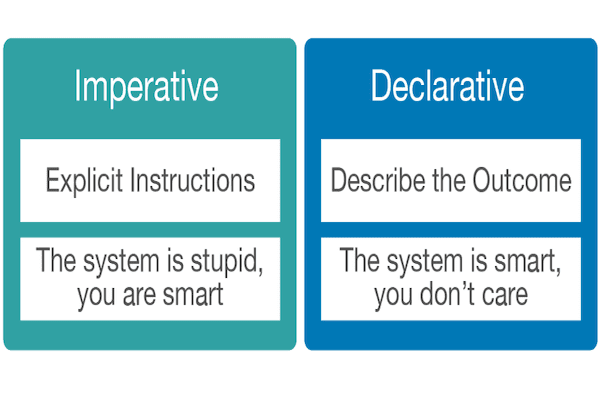 Imperative
Explicit Instructions
The system is stupid,
you are smart
Declarative
Describe the Outcome
The system is smart,
you don't care